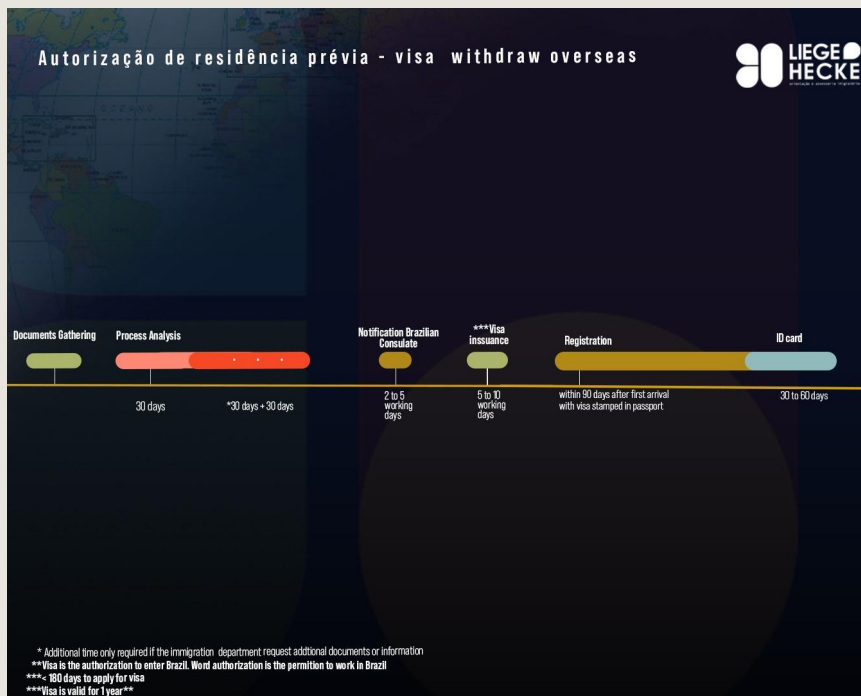 Autorização de residência prévia - visa withdraw overseas
LIEGE
HECKE
Documents Gathering
Process Analysis
Notification Brazilian
Consulate
***Visa
inssuance
Registration
ID card
30 days
*30 days + 30 days
2 to 5
working
days
5 to 10
working
days
within 90 days after first arrival
with visa stamped in passport
30 to 60 days
* Additional time only required if the immigration department request addtional documents or information
**Visa is the authorization to enter Brazil. Word authorization is the permition to work in Brazil
***< 180 days to apply for visa
***Visa is valid for 1 year**